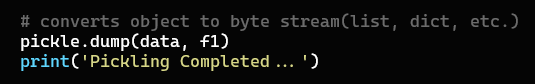 # converts object to byte stream(list, dict, etc.)
pickle.dump(data, f1)
print('Pickling Completed...')